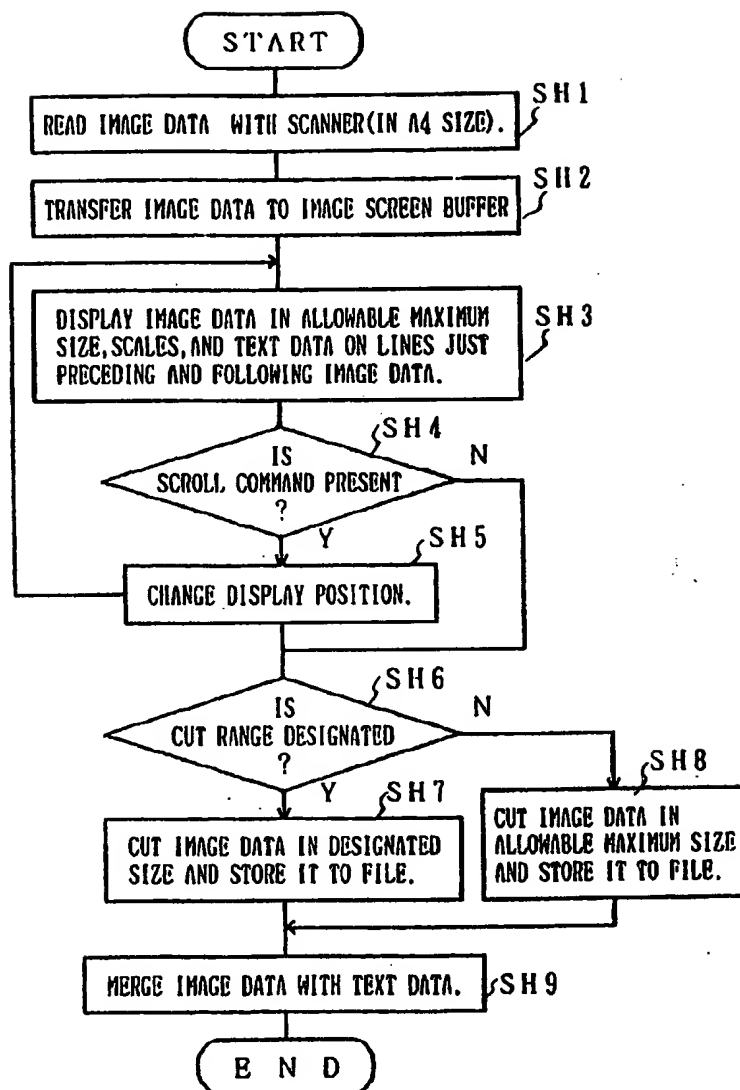 START
SH1
READ IMAGE DATA WITH SCANNER(IN A4 SIZE).
SH2
TRANSFER IMAGE DATA TO IMAGE SCREEN BUFFER
SH3
DISPLAY IMAGE DATA IN ALLOWABLE MAXIMUM
SIZE, SCALES, AND TEXT DATA ON LINES JUST
PRECEDING AND FOLLOWING IMAGE DATA.
SH4
IS
SCROLL COMMAND PRESENT
?
N
Y
SH5
CHANGE DISPLAY POSITION.
SH6
IS
CUT RANGE DESIGNATED
?
N
Y
SH7
CUT IMAGE DATA IN DESIGNATED
SIZE AND STORE IT TO FILE.
SH8
CUT IMAGE DATA IN
ALLOWABLE MAXIMUM SIZE
AND STORE IT TO FILE.
MERGE IMAGE DATA WITH TEXT DATA.
SH9
END